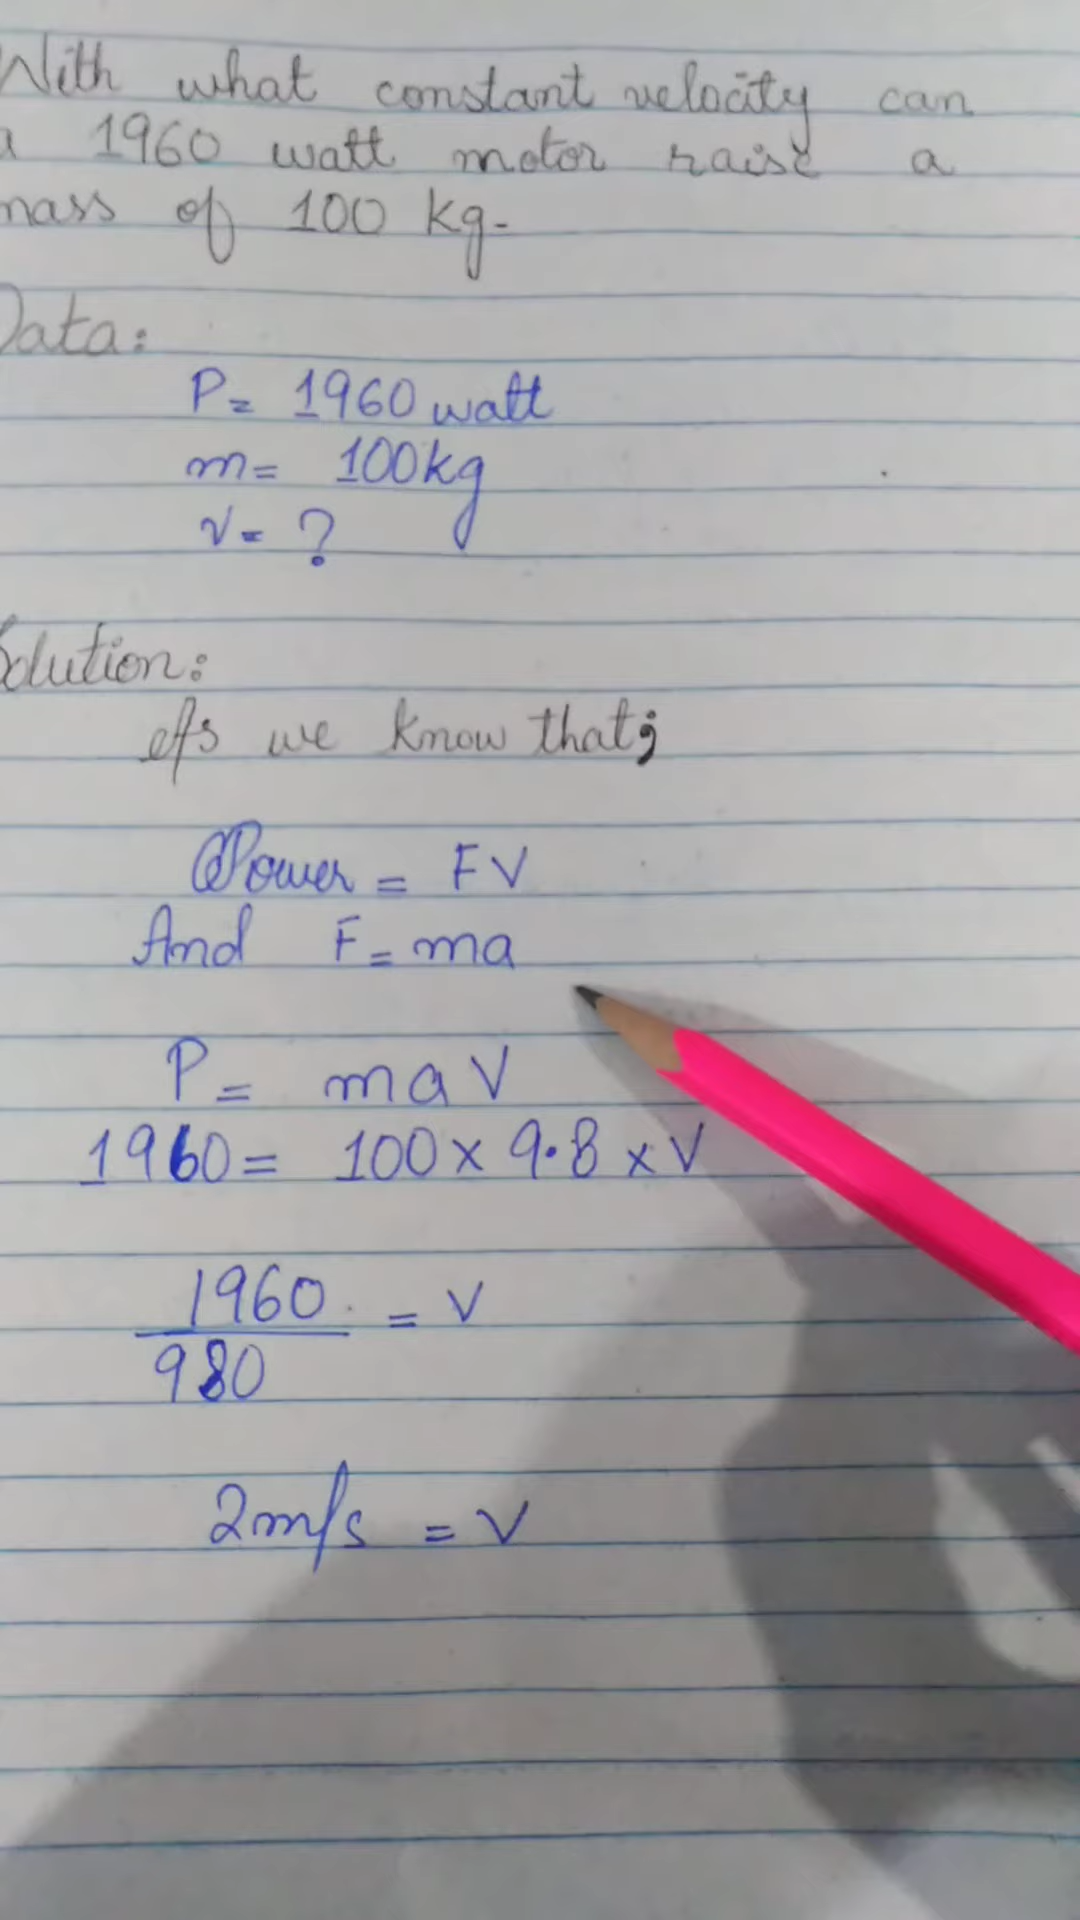 With what constant velocity can
a 1960 watt motor raise a
mass of 100 kg.
Data:
P= 1960 watt
m= 100kg
v= ?
Solution:
As we know that;
Power = FV
And F=ma
P= maV
1960= 100 x 9.8 x V
1960 = V
980
2m/s = V